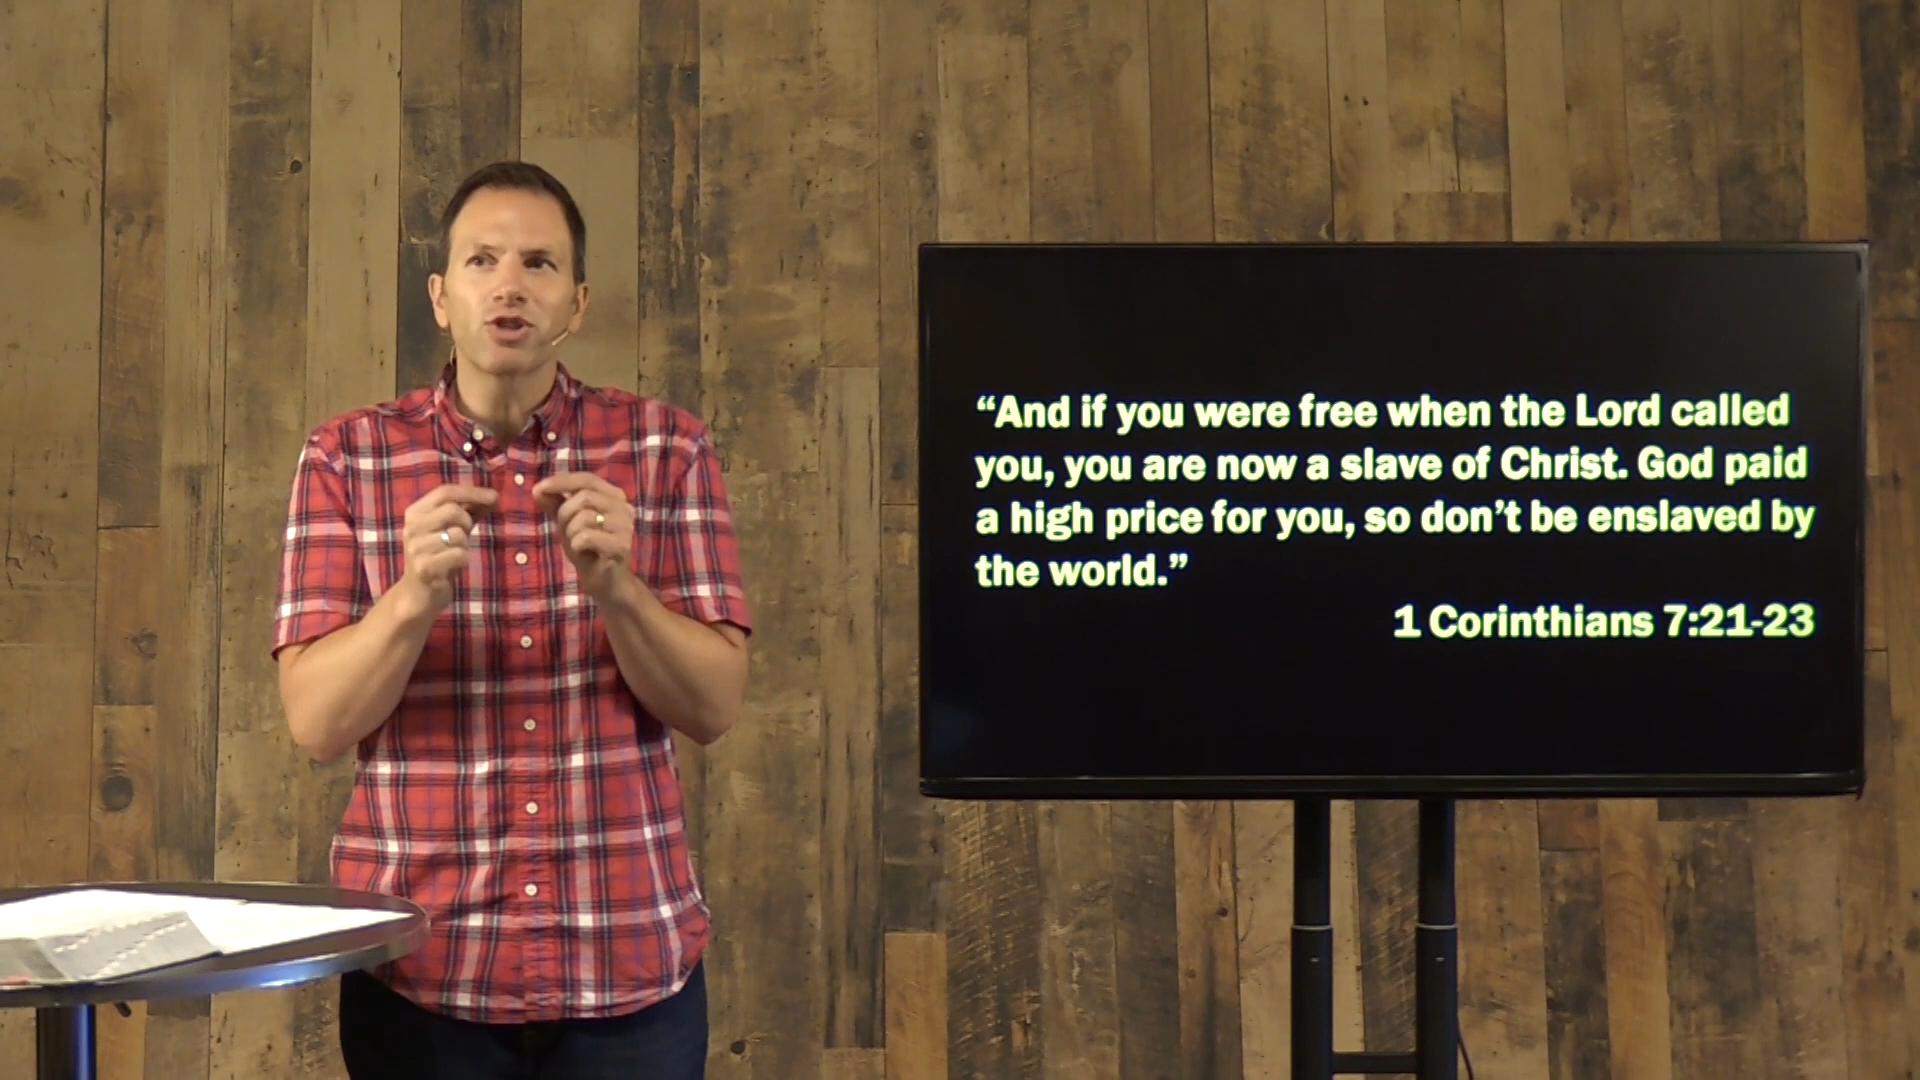 “And if you were free when the Lord called
you, you are now a slave of Christ. God paid
a high price for you, so don’t be enslaved by
the world.”
1 Corinthians 7:21-23